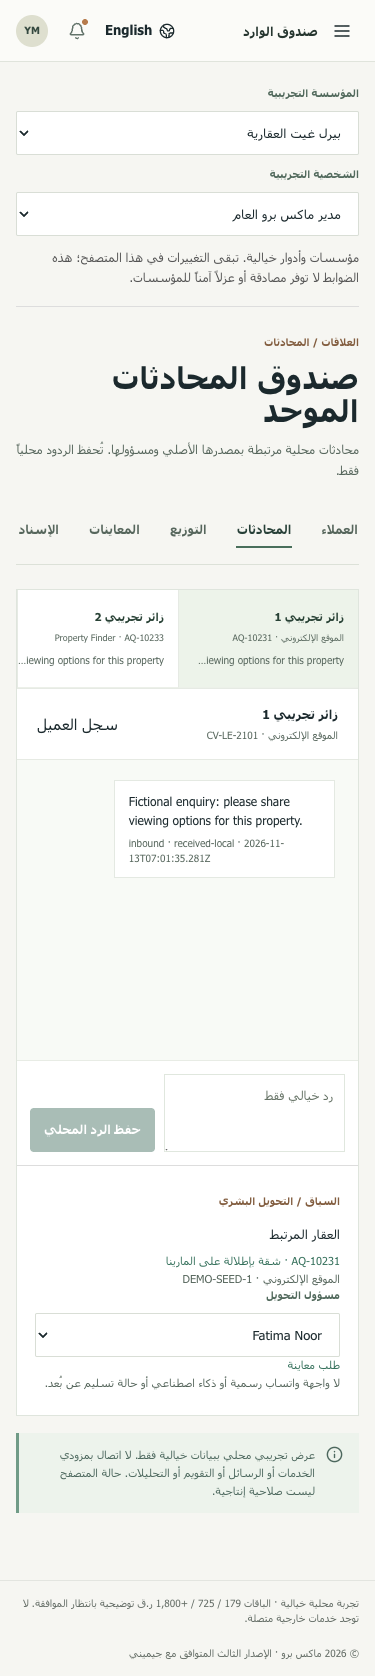 صندوق الوارد
English
YM
المؤسسة التجريبية
بيرل غيت العقارية
الشخصية التجريبية
مدير ماكس برو العام
مؤسسات وأدوار خيالية. تبقى التغييرات في هذا المتصفح؛ هذه
الضوابط لا توفر مصادقة أو عزلاً آمناً للمؤسسات.
العلاقات / المحادثات
صندوق المحادثات
الموحد
محادثات محلية مرتبطة بمصدرها الأصلي ومسؤولها. تُحفظ الردود محلياً
فقط.
العملاء
المحادثات
التوزيع
المعاينات
الإسناد
زائر تجريبي 1
الموقع الإلكتروني · AQ-10231
...iewing options for this property
زائر تجريبي 2
Property Finder · AQ-10233
...iewing options for this property
زائر تجريبي 1
الموقع الإلكتروني · CV-LE-2101
سجل العميل
Fictional enquiry: please share
viewing options for this property.
inbound · received-local · 2026-11-
13T07:01:35.281Z
رد خيالي فقط
حفظ الرد المحلي
السياق / التحويل البشري
العقار المرتبط
AQ-10231 · شقة بإطلالة على المارينا
الموقع الإلكتروني · DEMO-SEED-1
مسؤول التحويل
Fatima Noor
طلب معاينة
لا واجهة واتساب رسمية أو ذكاء اصطناعي أو حالة تسليم عن بُعد.
عرض تجريبي محلي ببيانات خيالية فقط. لا اتصال بمزودي
الخدمات أو الرسائل أو التقويم أو التحليلات. حالة المتصفح
ليست صلاحية إنتاجية.
تجربة محلية خيالية · الباقات 179 / 725 / +1,800 ر.ق توضيحية بانتظار الموافقة. لا
توجد خدمات خارجية متصلة.
© 2026 ماكس برو · الإصدار الثالث المتوافق مع جيميني